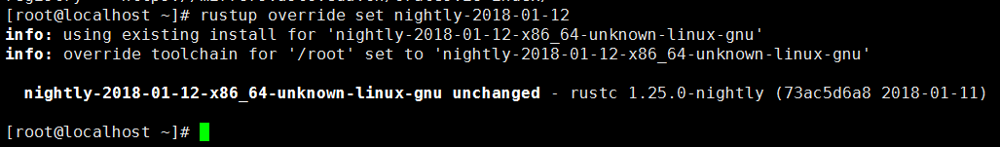 [root@localhost ~]# rustup override set nightly-2018-01-12
info: using existing install for 'nightly-2018-01-12-x86_64-unknown-linux-gnu'
info: override toolchain for '/root' set to 'nightly-2018-01-12-x86_64-unknown-linux-gnu'
nightly-2018-01-12-x86_64-unknown-linux-gnu unchanged - rustc 1.25.0-nightly (73ac5d6a8 2018-01-11)
[root@localhost ~]#